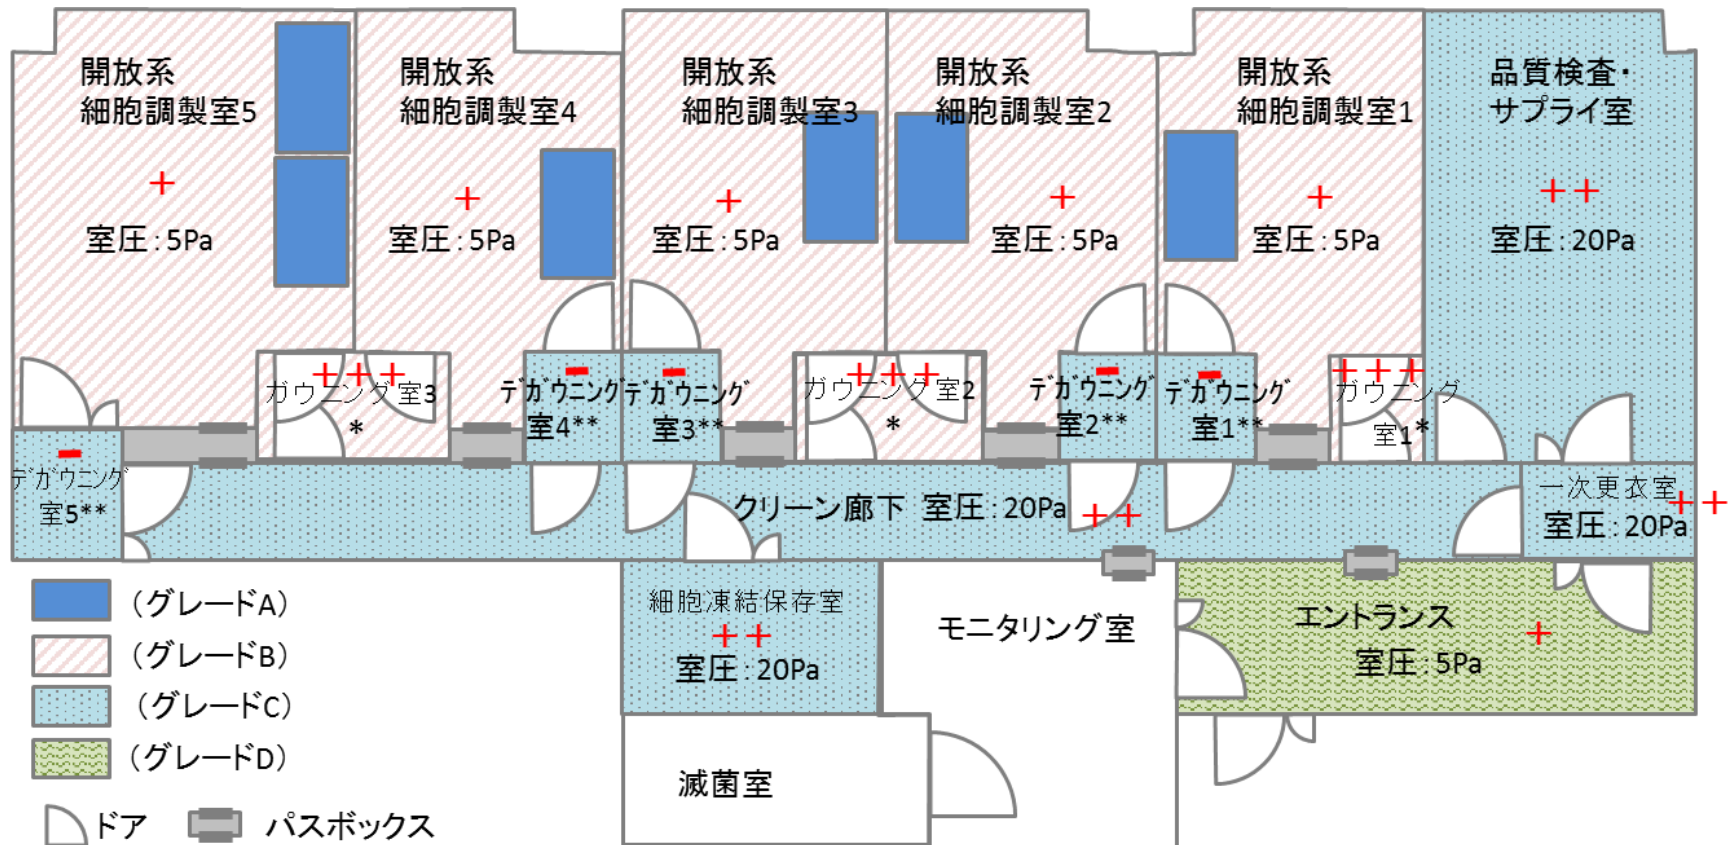 開放系
細胞調製室5
+
室圧:5Pa
開放系
細胞調製室4
+
室圧:5Pa
開放系
細胞調製室3
+
室圧:5Pa
開放系
細胞調製室2
+
室圧:5Pa
開放系
細胞調製室1
+
室圧:5Pa
品質検査・
サプライ室
++
室圧:20Pa
+++
ガウニング室3
*
-
デガウニング
室4**
-
デガウニング
室3**
+++
ガウニング室2
*
-
デガウニング
室2**
-
デガウニング
室1**
+++
ガウニング
室1*
-
デガウニング
室5**
クリーン廊下 室圧:20Pa
++
一次更衣室
++
室圧:20Pa
細胞凍結保存室
++
室圧:20Pa
モニタリング室
エントランス
+
室圧:5Pa
滅菌室
(グレードA)
(グレードB)
(グレードC)
(グレードD)
ドア
パスボックス